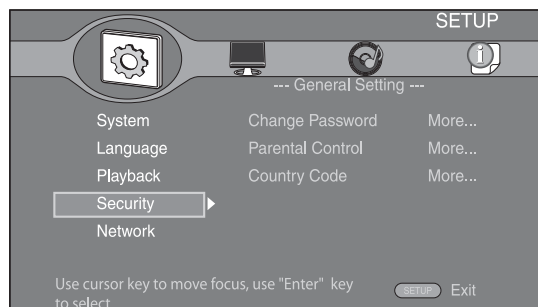 SETUP
--- General Setting ---
System Change Password More...
Language Parental Control More...
Playback Country Code More...
Security
Network
Use cursor key to move focus, use "Enter" key
to select
SETUP Exit